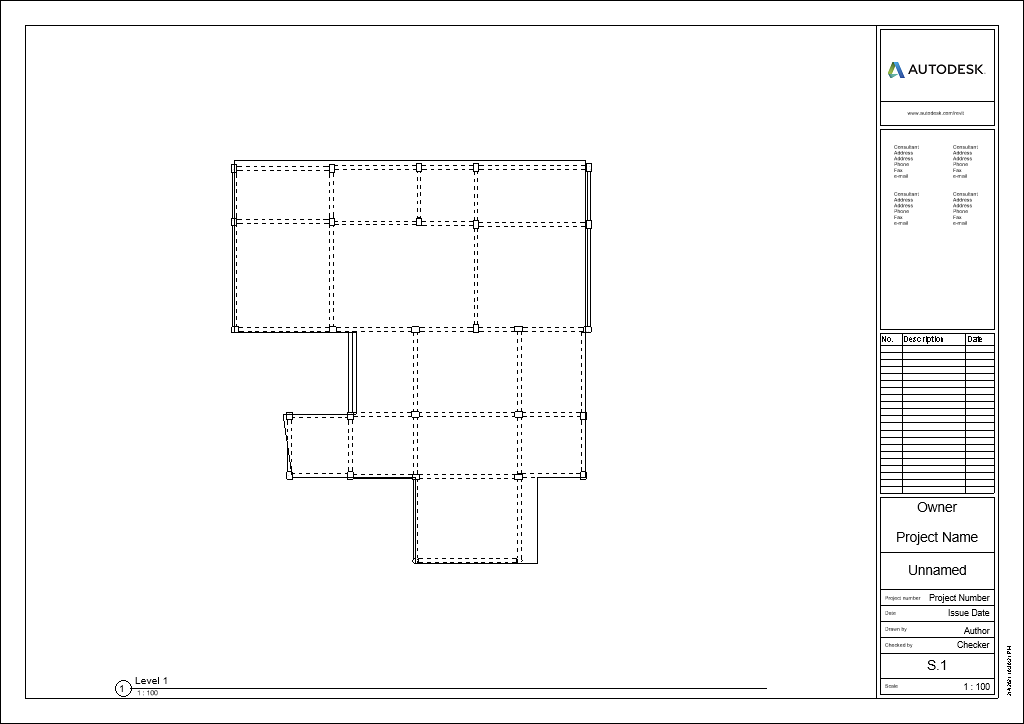 AUTODESK.
www.autodesk.com/revit
Consultant Consultant
Address Address
Address Address
Phone Phone
Fax Fax
e-mail e-mail
Consultant Consultant
Address Address
Address Address
Phone Phone
Fax Fax
e-mail e-mail
No. Description Date
Owner
Project Name
Unnamed
Project number Project Number
Date Issue Date
Drawn by Author
Checked by Checker
S.1
Scale 1 : 100
1 Level 1
1 : 100